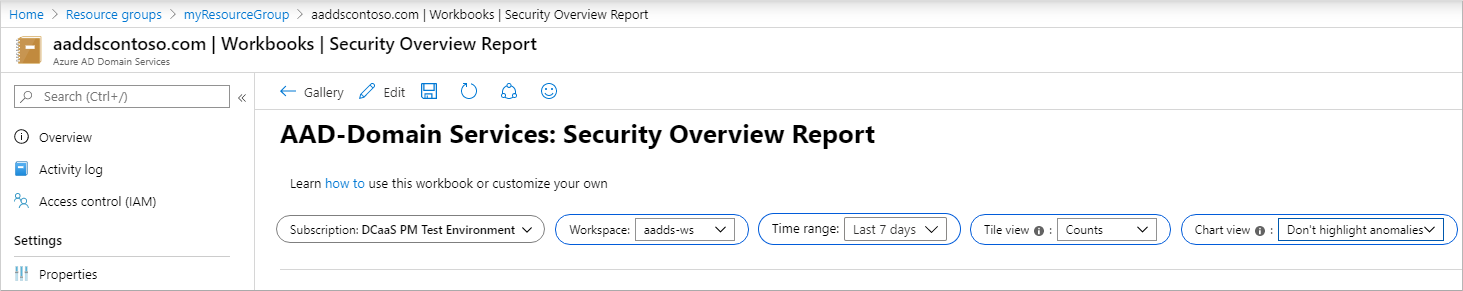 Home > Resource groups > myResourceGroup > aaddscontoso.com | Workbooks | Security Overview Report
aaddscontoso.com | Workbooks | Security Overview Report
Azure AD Domain Services
Search (Ctrl+/) «
Gallery Edit
Overview
Activity log
Access control (IAM)
Settings
Properties
AAD-Domain Services: Security Overview Report
Learn how to use this workbook or customize your own
Subscription: DCaaS PM Test Environment Workspace: aadds-ws Time range: Last 7 days Tile view : Counts Chart view : Don't highlight anomalies